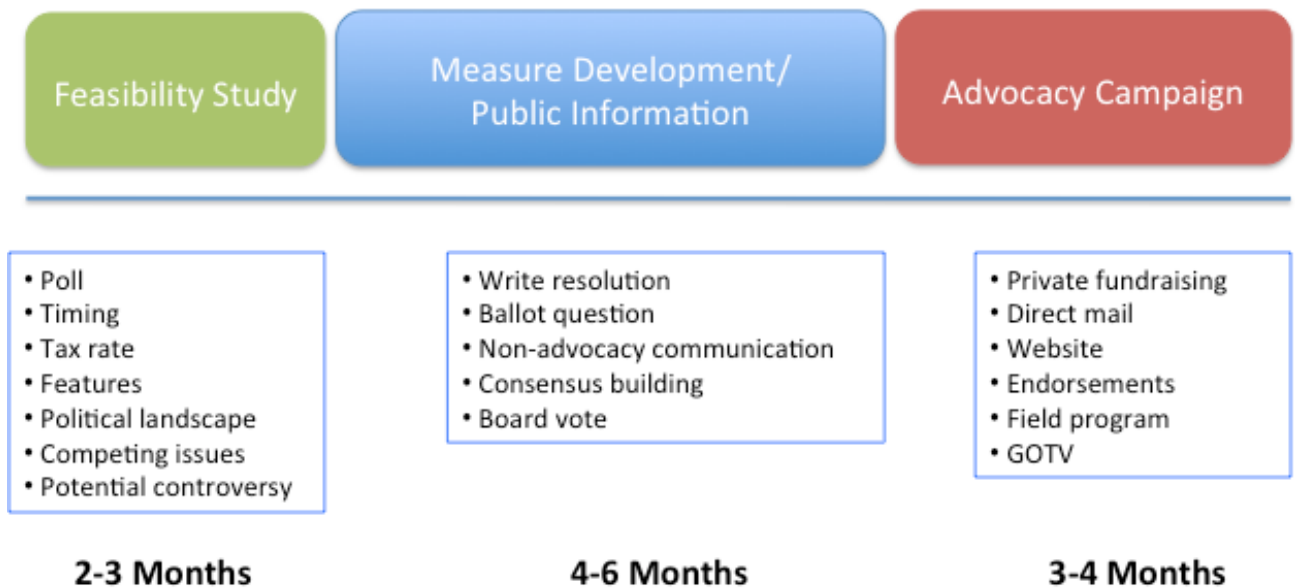 Feasibility Study
Measure Development/
Public Information
Advocacy Campaign
• Poll
• Timing
• Tax rate
• Features
• Political landscape
• Competing issues
• Potential controversy
• Write resolution
• Ballot question
• Non-advocacy communication
• Consensus building
• Board vote
• Private fundraising
• Direct mail
• Website
• Endorsements
• Field program
• GOTV
2-3 Months
4-6 Months
3-4 Months